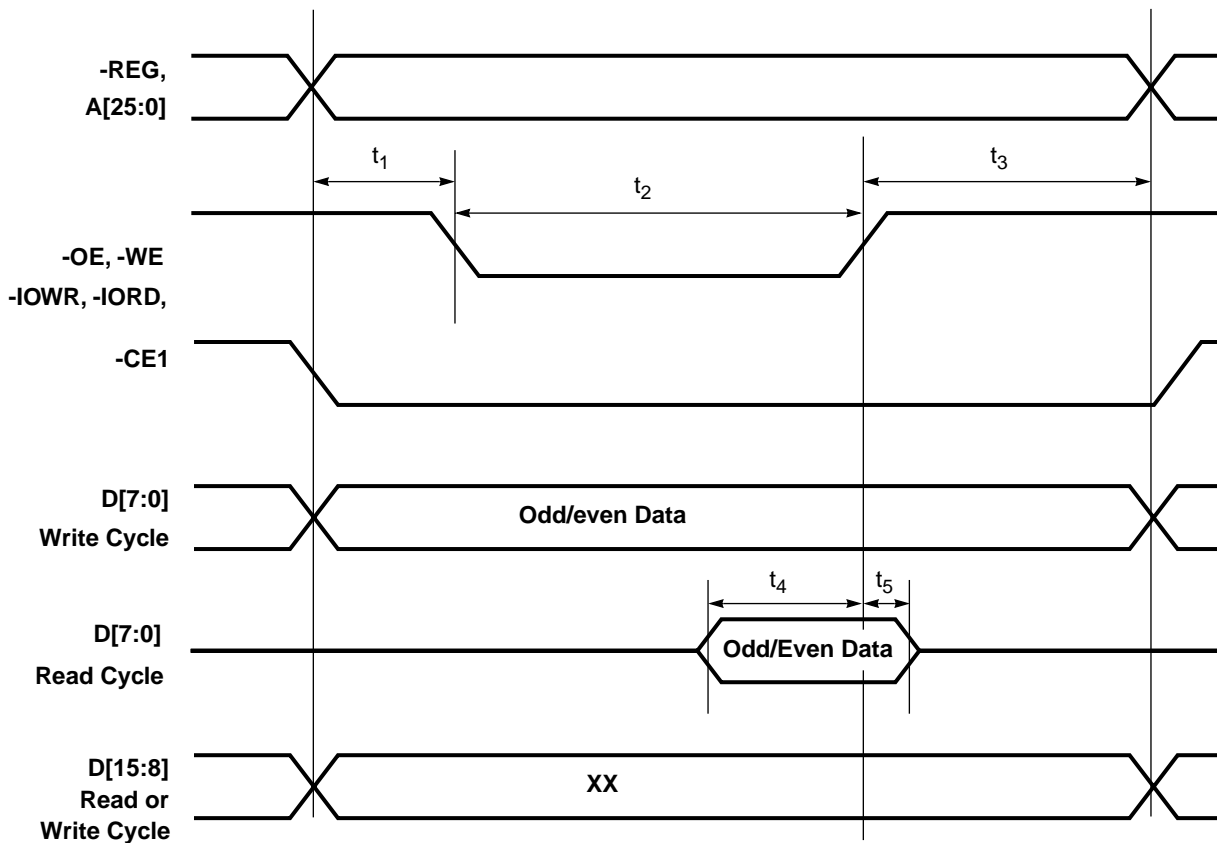 -REG,
A[25:0]
t1
t2
t3
-OE, -WE
-IOWR, -IORD,
-CE1
D[7:0]
Write Cycle
Odd/even Data
t4
t5
D[7:0]
Read Cycle
Odd/Even Data
D[15:8]
Read or
Write Cycle
XX